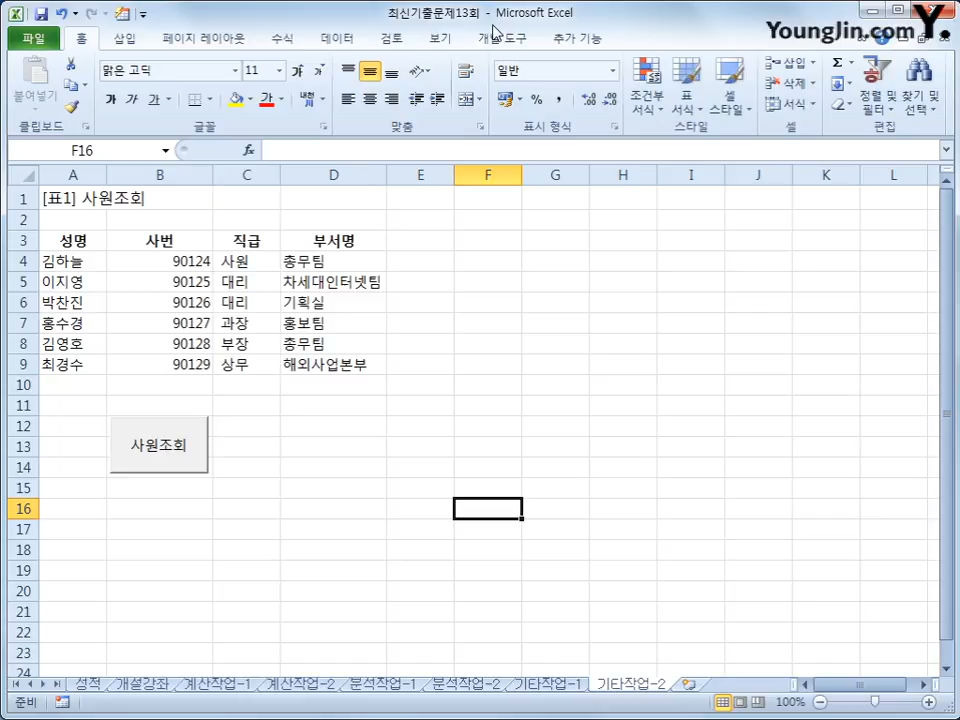 최신기출문제13회 - Microsoft Excel
Younglin.com Y.
파일 홈 삽입 페이지 레이아웃 수식 데이터 검토 보기 개발도구 추가 기능
맑은 고딕 11 일반
붙여넣기 가 가 가 가 조건부 서식 표 서식 셀 스타일 삽입 삭제 서식 정렬 및 필터 찾기 및 선택
클립보드 글꼴 맞춤 표시 형식 스타일 셀 편집
F16 fx
A B C D E F G H I J K L
1 [표1] 사원조회
2
3 성명 사번 직급 부서명
4 김하늘 90124 사원 총무팀
5 이지영 90125 대리 차세대인터넷팀
6 박찬진 90126 대리 기획실
7 홍수경 90127 과장 홍보팀
8 김영호 90128 부장 총무팀
9 최경수 90129 상무 해외사업본부
10
11
12
13 사원조회
14
15
16
17
18
19
20
21
22
23
24
성적 개설강좌 계산작업-1 계산작업-2 분석작업-1 분석작업-2 기타작업-1 기타작업-2
준비 100%